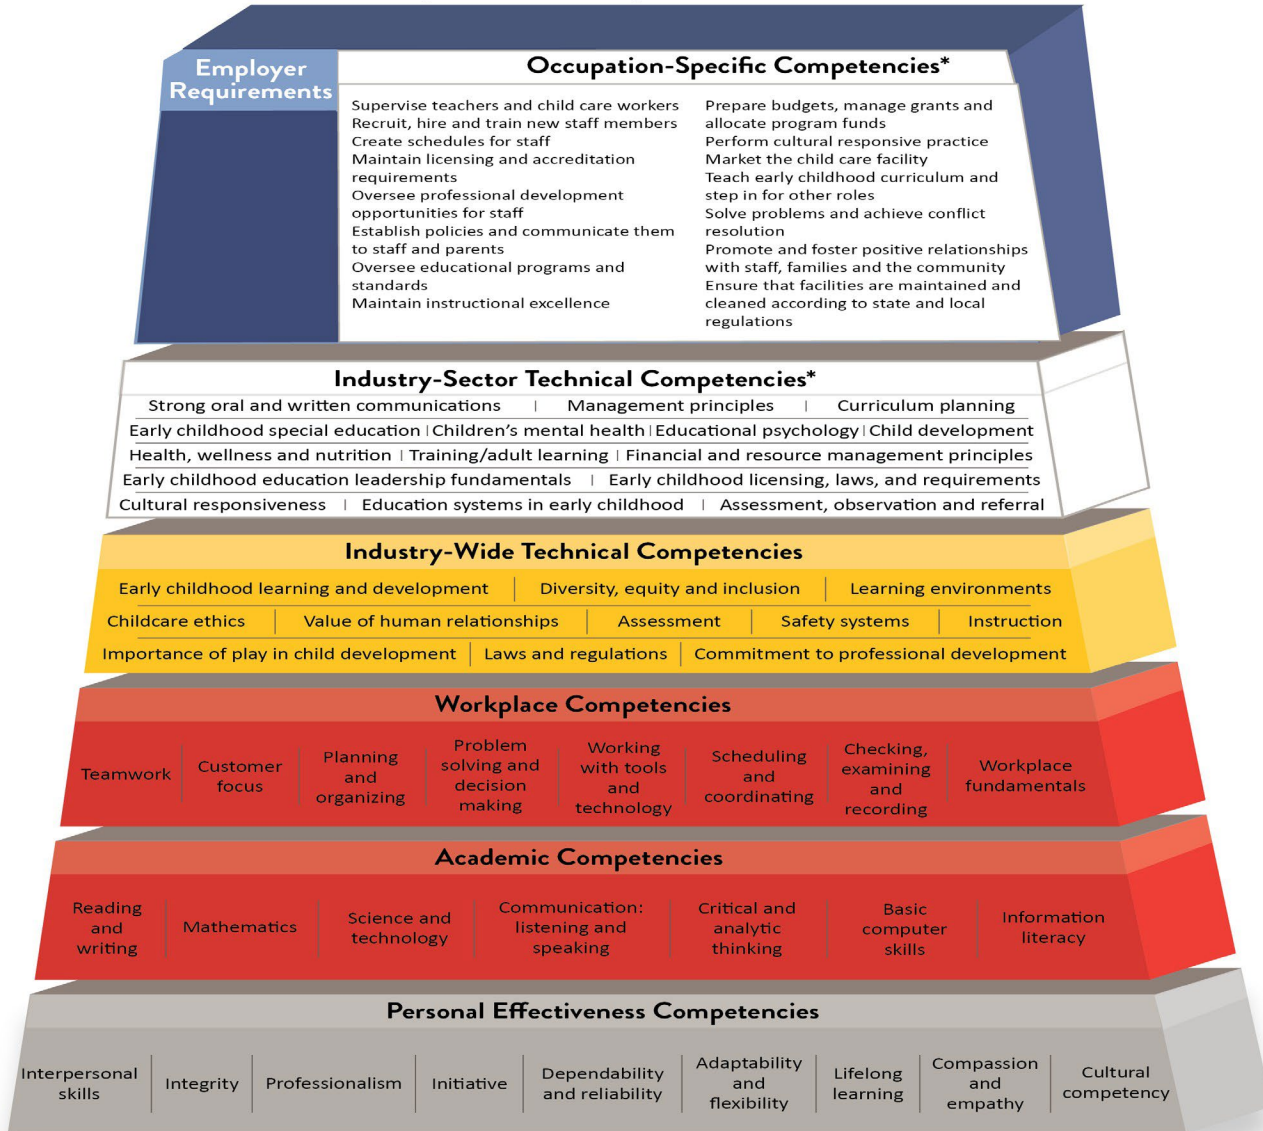 Employer
Requirements
Occupation-Specific Competencies*
Supervise teachers and child care workers
Recruit, hire and train new staff members
Create schedules for staff
Maintain licensing and accreditation
requirements
Oversee professional development
opportunities for staff
Establish policies and communicate them
to staff and parents
Oversee educational programs and
standards
Maintain instructional excellence
Prepare budgets, manage grants and
allocate program funds
Perform cultural responsive practice
Market the child care facility
Teach early childhood curriculum and
step in for other roles
Solve problems and achieve conflict
resolution
Promote and foster positive relationships
with staff, families and the community
Ensure that facilities are maintained and
cleaned according to state and local
regulations
Industry-Sector Technical Competencies*
Strong oral and written communications | Management principles | Curriculum planning
Early childhood special education | Children's mental health | Educational psychology | Child development
Health, wellness and nutrition | Training/adult learning | Financial and resource management principles
Early childhood education leadership fundamentals | Early childhood licensing, laws, and requirements
Cultural responsiveness | Education systems in early childhood | Assessment, observation and referral
Industry-Wide Technical Competencies
Early childhood learning and development | Diversity, equity and inclusion | Learning environments
Childcare ethics | Value of human relationships | Assessment | Safety systems | Instruction
Importance of play in child development | Laws and regulations | Commitment to professional development
Workplace Competencies
Teamwork
Customer
focus
Planning
and
organizing
Problem
solving and
decision
making
Working
with tools
and
technology
Scheduling
and
coordinating
Checking,
examining
and
recording
Workplace
fundamentals
Academic Competencies
Reading
and
writing
Mathematics
Science and
technology
Communication:
listening and
speaking
Critical and
analytic
thinking
Basic
computer
skills
Information
literacy
Personal Effectiveness Competencies
Interpersonal
skills
Integrity
Professionalism
Initiative
Dependability
and reliability
Adaptability
and
flexibility
Lifelong
learning
Compassion
and
empathy
Cultural
competency